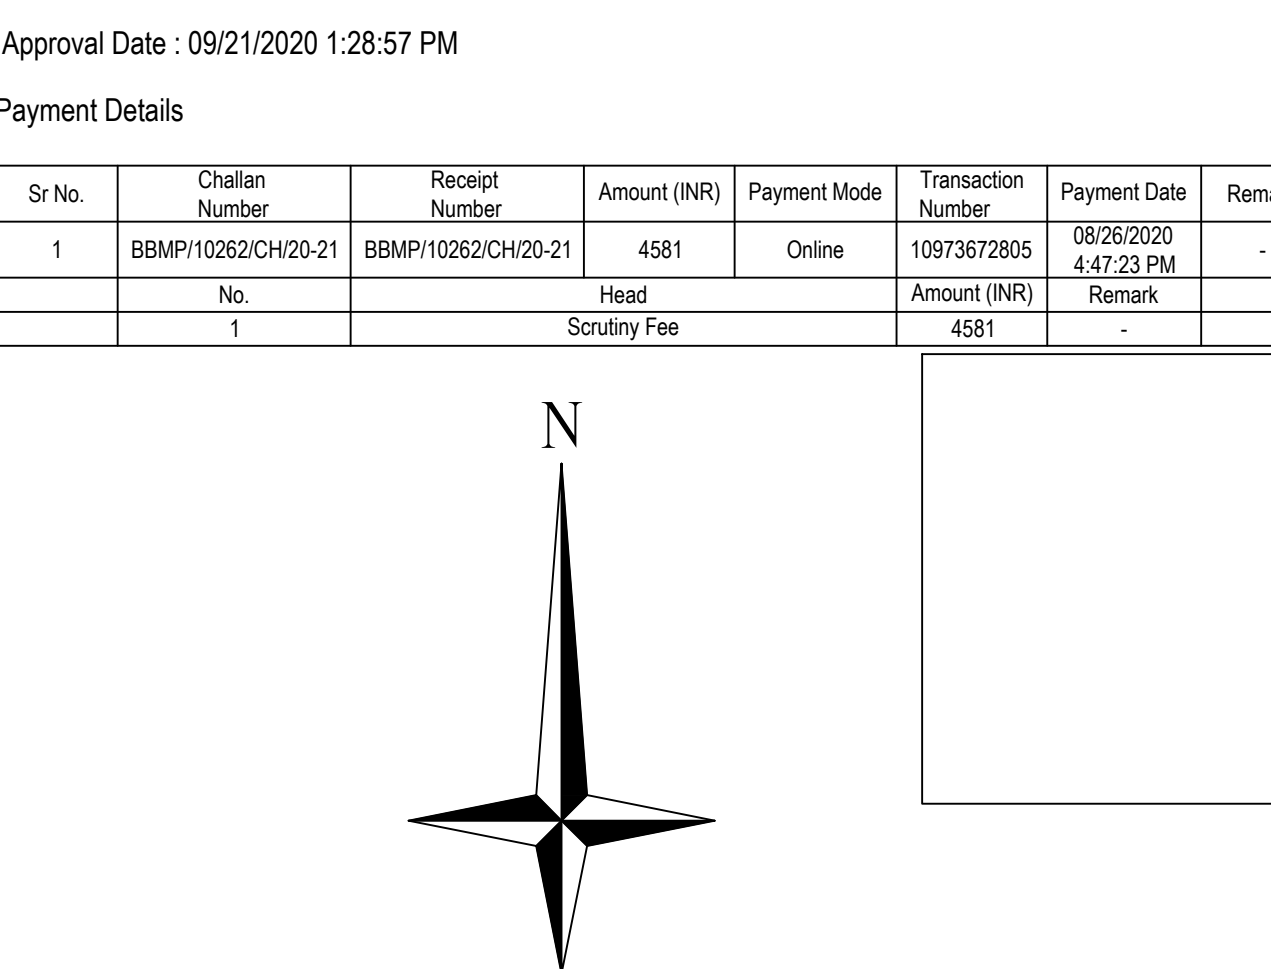 Approval Date : 09/21/2020 1:28:57 PM
Payment Details
Sr No. Challan Number Receipt Number Amount (INR) Payment Mode Transaction Number Payment Date
1 BBMP/10262/CH/20-21 BBMP/10262/CH/20-21 4581 Online 10973672805 08/26/2020 4:47:23 PM -
No. Head Amount (INR) Remark
1 Scrutiny Fee 4581 -
N